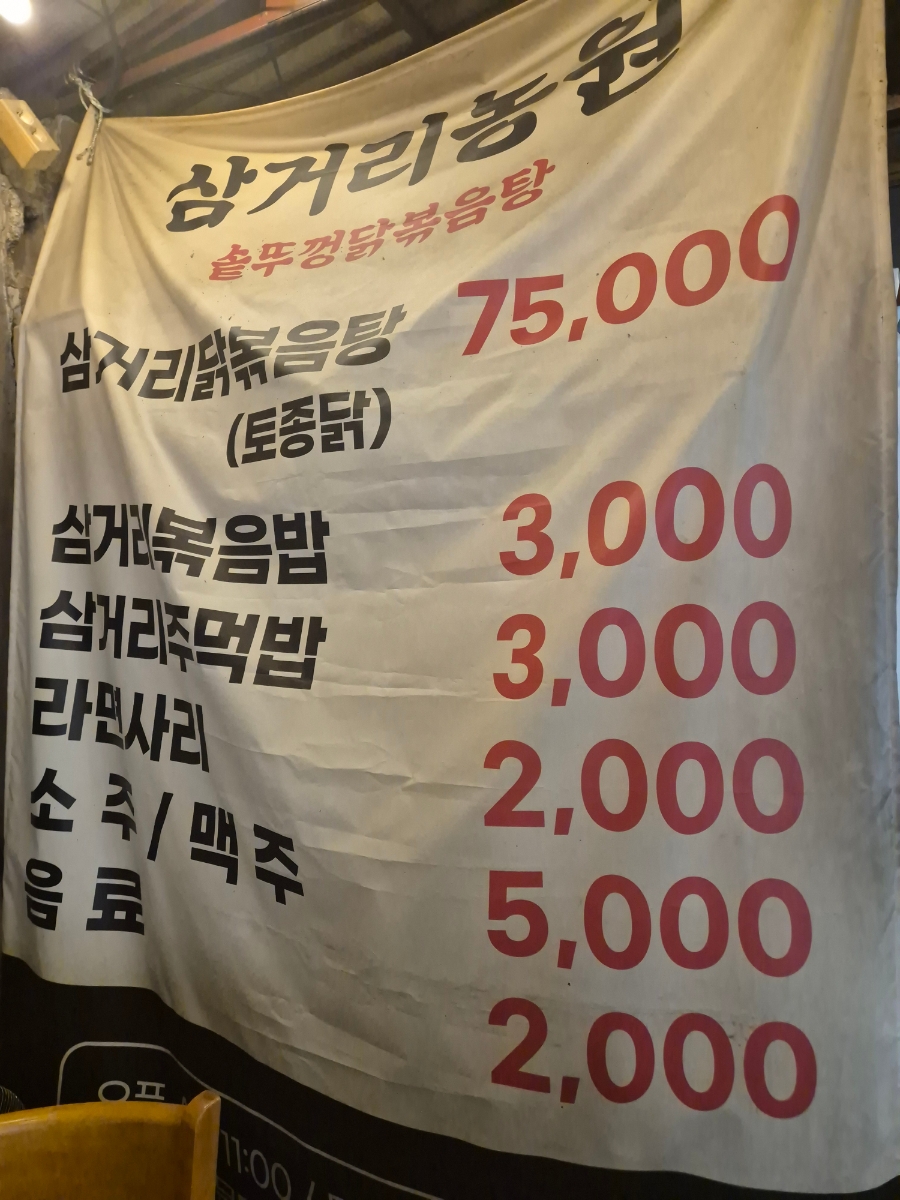 삼거리농원
솥뚜껑닭볶음탕
삼거리닭볶음탕 75,000
(토종닭)
삼거리볶음밥 3,000
삼거리주먹밥 3,000
라면사리 2,000
소 주 / 맥 주 5,000
음 료 2,000
오픈
11:00 /